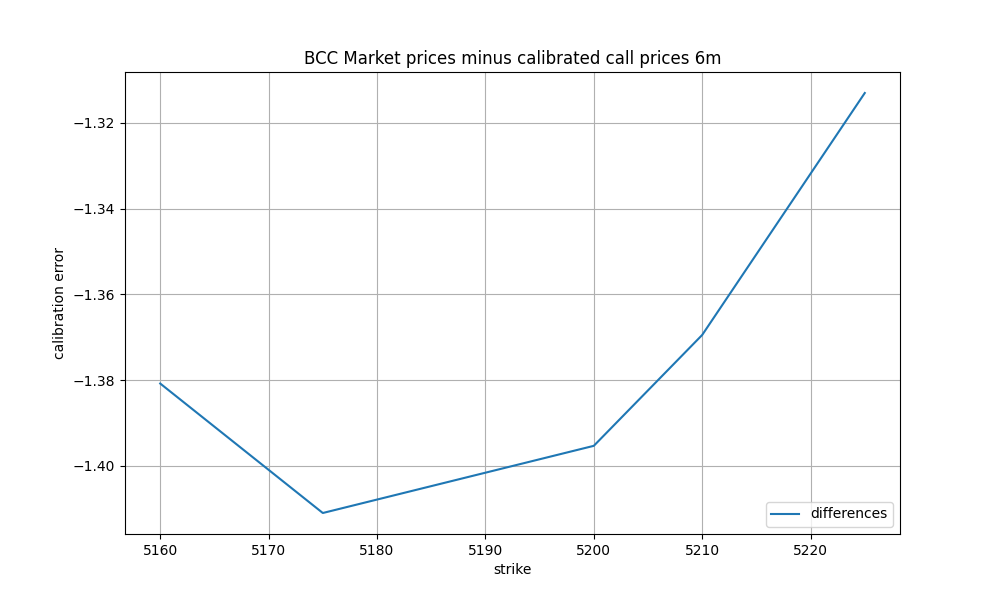 BCC Market prices minus calibrated call prices 6m
calibration error
−1.32
−1.34
−1.36
−1.38
−1.40
differences
5160 5170 5180 5190 5200 5210 5220
strike